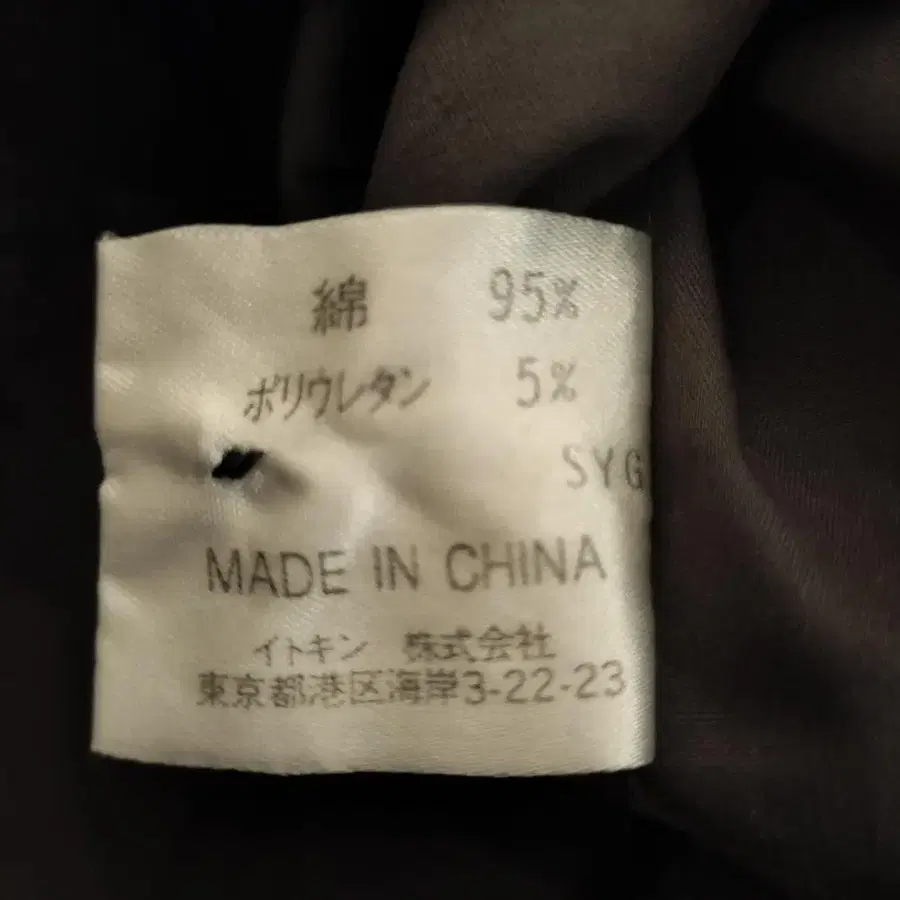 綿 95%
ポリウレタン 5%
SYG
MADE IN CHINA
イトキン 株式会社
東京都港区海岸3-22-23